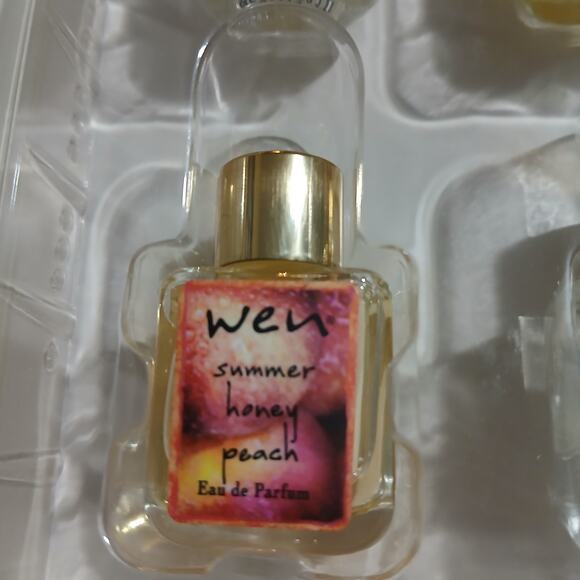 wen
summer
honey
peach
Eau de Parfum